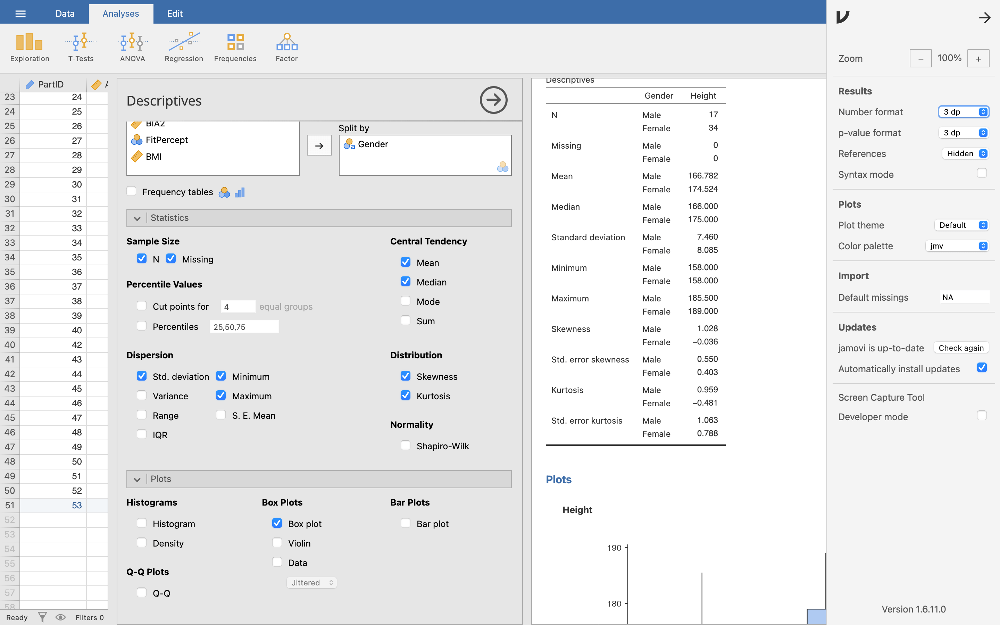 Data
Analyses
Edit
Exploration
T-Tests
ANOVA
Regression
Frequencies
Factor
PartID
23 24
24 25
25 26
26 27
27 28
28 29
29 30
30 31
31 32
32 33
33 34
34 35
35 36
36 37
37 38
38 39
39 40
40 42
41 43
42 44
43 45
44 46
45 47
46 48
47 49
48 50
49 51
50 52
51 53
52
53
54
55
56
57
58
Ready
Filters 0
Descriptives
BIA2
FitPercept
BMI
Split by
Gender
Frequency tables
Statistics
Sample Size
N Missing
Percentile Values
Cut points for 4 equal groups
Percentiles 25,50,75
Central Tendency
Mean
Median
Mode
Sum
Dispersion
Std. deviation Minimum
Variance Maximum
Range S. E. Mean
IQR
Distribution
Skewness
Kurtosis
Normality
Shapiro-Wilk
Plots
Histograms
Histogram
Density
Q-Q Plots
Q-Q
Box Plots
Box plot
Violin
Data
Jittered
Bar Plots
Bar plot
Descriptives
Gender Height
N Male 17
Female 34
Missing Male 0
Female 0
Mean Male 166.782
Female 174.524
Median Male 166.000
Female 175.000
Standard deviation Male 7.460
Female 8.085
Minimum Male 158.000
Female 158.000
Maximum Male 185.500
Female 189.000
Skewness Male 1.028
Female −0.036
Std. error skewness Male 0.550
Female 0.403
Kurtosis Male 0.959
Female −0.481
Std. error kurtosis Male 1.063
Female 0.788
Plots
Height
190
180
Zoom – 100% +
Results
Number format 3 dp
p-value format 3 dp
References Hidden
Syntax mode
Plots
Plot theme Default
Color palette jmv
Import
Default missings NA
Updates
jamovi is up-to-date Check again
Automatically install updates
Screen Capture Tool
Developer mode
Version 1.6.11.0